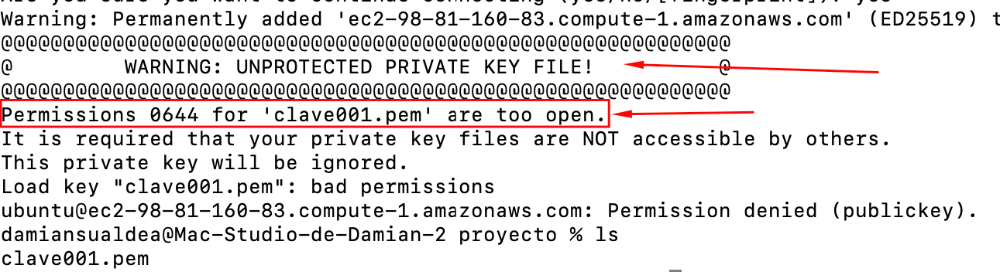 Are you sure you want to continue connecting (yes/no/[fingerprint])? yes
Warning: Permanently added 'ec2-98-81-160-83.compute-1.amazonaws.com' (ED25519) t
@@@@@@@@@@@@@@@@@@@@@@@@@@@@@@@@@@@@@@@@@@@@@@@@@@@@@@@@@@@
@         WARNING: UNPROTECTED PRIVATE KEY FILE!          @
@@@@@@@@@@@@@@@@@@@@@@@@@@@@@@@@@@@@@@@@@@@@@@@@@@@@@@@@@@@
Permissions 0644 for 'clave001.pem' are too open.
It is required that your private key files are NOT accessible by others.
This private key will be ignored.
Load key "clave001.pem": bad permissions
ubuntu@ec2-98-81-160-83.compute-1.amazonaws.com: Permission denied (publickey).
damiansualdea@Mac-Studio-de-Damian-2 proyecto % ls
clave001.pem